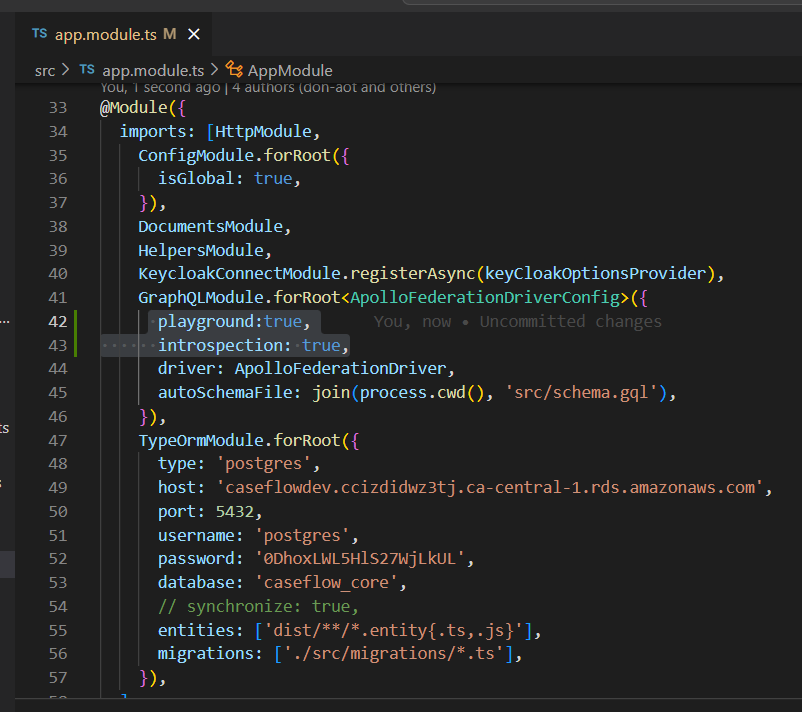 TS app.module.ts M ×
src > TS app.module.ts > AppModule
You, 1 second ago | 4 authors (don-aot and others)
33 @Module({
34 imports: [HttpModule,
35 ConfigModule.forRoot({
36 isGlobal: true,
37 }),
38 DocumentsModule,
39 HelpersModule,
40 KeycloakConnectModule.registerAsync(keyCloakOptionsProvider),
41 GraphQLModule.forRoot<ApolloFederationDriverConfig>({
42 playground:true, You, now • Uncommitted changes
43 introspection: true,
44 driver: ApolloFederationDriver,
45 autoSchemaFile: join(process.cwd(), 'src/schema.gql'),
46 }),
47 TypeOrmModule.forRoot({
48 type: 'postgres',
49 host: 'caseflowdev.ccizdidwz3tj.ca-central-1.rds.amazonaws.com',
50 port: 5432,
51 username: 'postgres',
52 password: '0DhoxLWL5HlS27WjLkUL',
53 database: 'caseflow_core',
54 // synchronize: true,
55 entities: ['dist/**/*.entity{.ts,.js}'],
56 migrations: ['./src/migrations/*.ts'],
57 }),